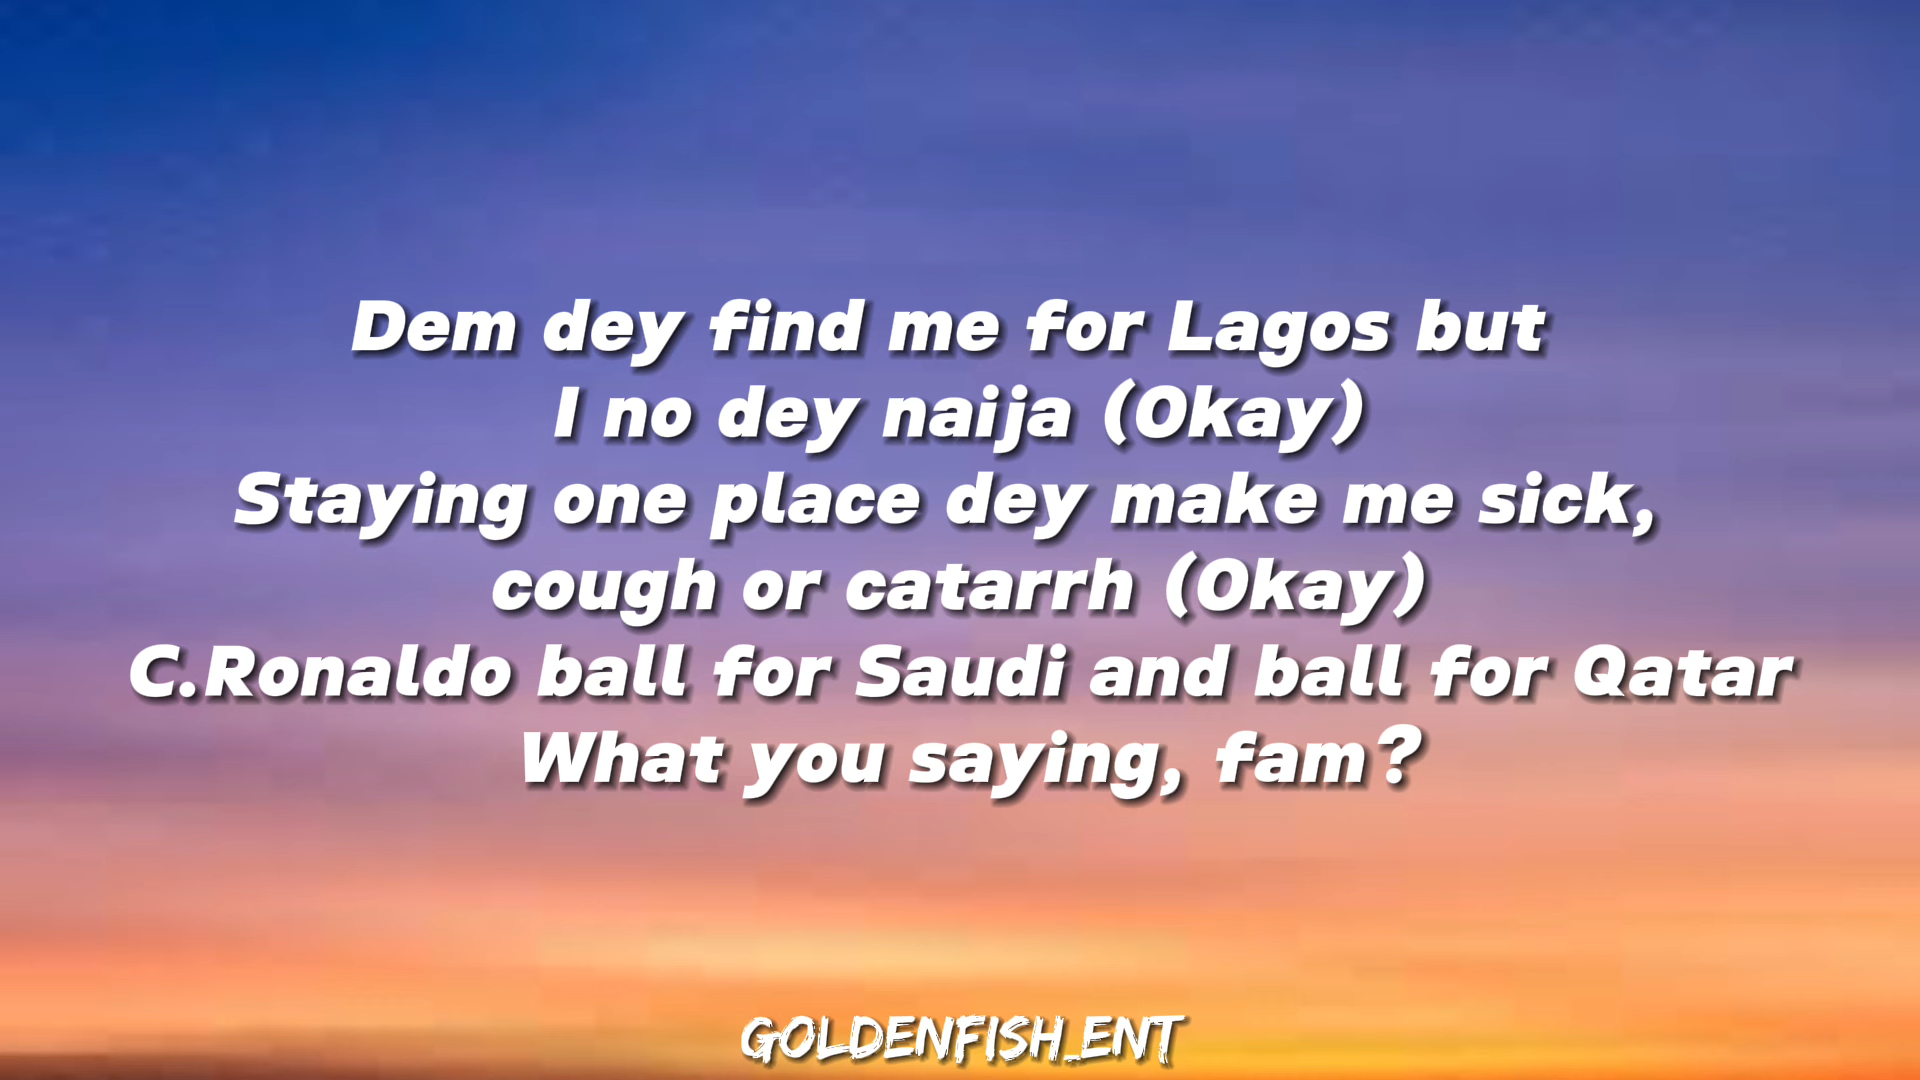 Dem dey find me for Lagos but
I no dey naija (Okay)
Staying one place dey make me sick,
cough or catarrh (Okay)
C.Ronaldo ball for Saudi and ball for Qatar
What you saying, fam?
GOLDENFISH_ENT